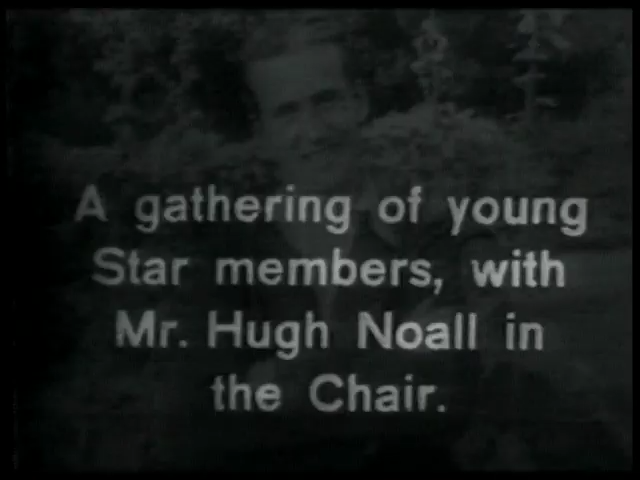 A gathering of young
Star members, with
Mr. Hugh Noall in
the Chair.